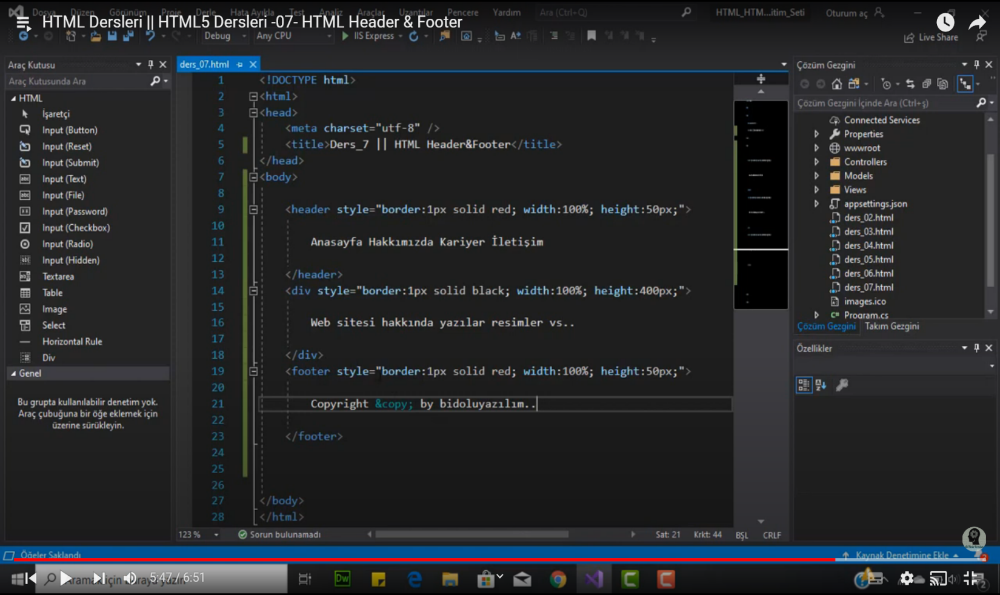 Dosya Düzen Görünüm Proje Derle Hata Ayıkla Test Analiz Araçlar Uzantılar Pencere Yardım Ara (Ctrl+Q) HTML_HTM...itim_Seti Oturum aç
HTML Dersleri || HTML5 Dersleri -07- HTML Header & Footer
Debug Any CPU IIS Express Live Share
Araç Kutusu
Araç Kutusunda Ara
HTML
İşaretçi
Input (Button)
Input (Reset)
Input (Submit)
Input (Text)
Input (File)
Input (Password)
Input (Checkbox)
Input (Radio)
Input (Hidden)
Textarea
Table
Image
Select
Horizontal Rule
Div
Genel
Bu grupta kullanılabilir denetim yok.
Araç çubuğuna bir öğe eklemek için
üzerine sürükleyin.
ders_07.html
1 <!DOCTYPE html>
2 <html>
3 <head>
4 <meta charset="utf-8" />
5 <title>Ders_7 || HTML Header&Footer</title>
6 </head>
7 <body>
8
9 <header style="border:1px solid red; width:100%; height:50px;">
10
11 Anasayfa Hakkımızda Kariyer İletişim
12
13 </header>
14 <div style="border:1px solid black; width:100%; height:400px;">
15
16 Web sitesi hakkında yazılar resimler vs..
17
18 </div>
19 <footer style="border:1px solid red; width:100%; height:50px;">
20
21 Copyright &copy; by bidoluyazılım..
22
23 </footer>
24
25
26
27 </body>
28 </html>
123 % Sorun bulunamadı Sat: 21 Krkt: 44 BŞL CRLF
Çözüm Gezgini
Çözüm Gezgini İçinde Ara (Ctrl+ş)
Connected Services
Properties
wwwroot
Controllers
Models
Views
appsettings.json
ders_02.html
ders_03.html
ders_04.html
ders_05.html
ders_06.html
ders_07.html
images.ico
C# Program.cs
Çözüm Gezgini Takım Gezgini
Özellikler
Öğeler Saklandı Kaynak Denetimine Ekle 2
Aramak için buraya yazın
5:47 / 6:51
Dw
2